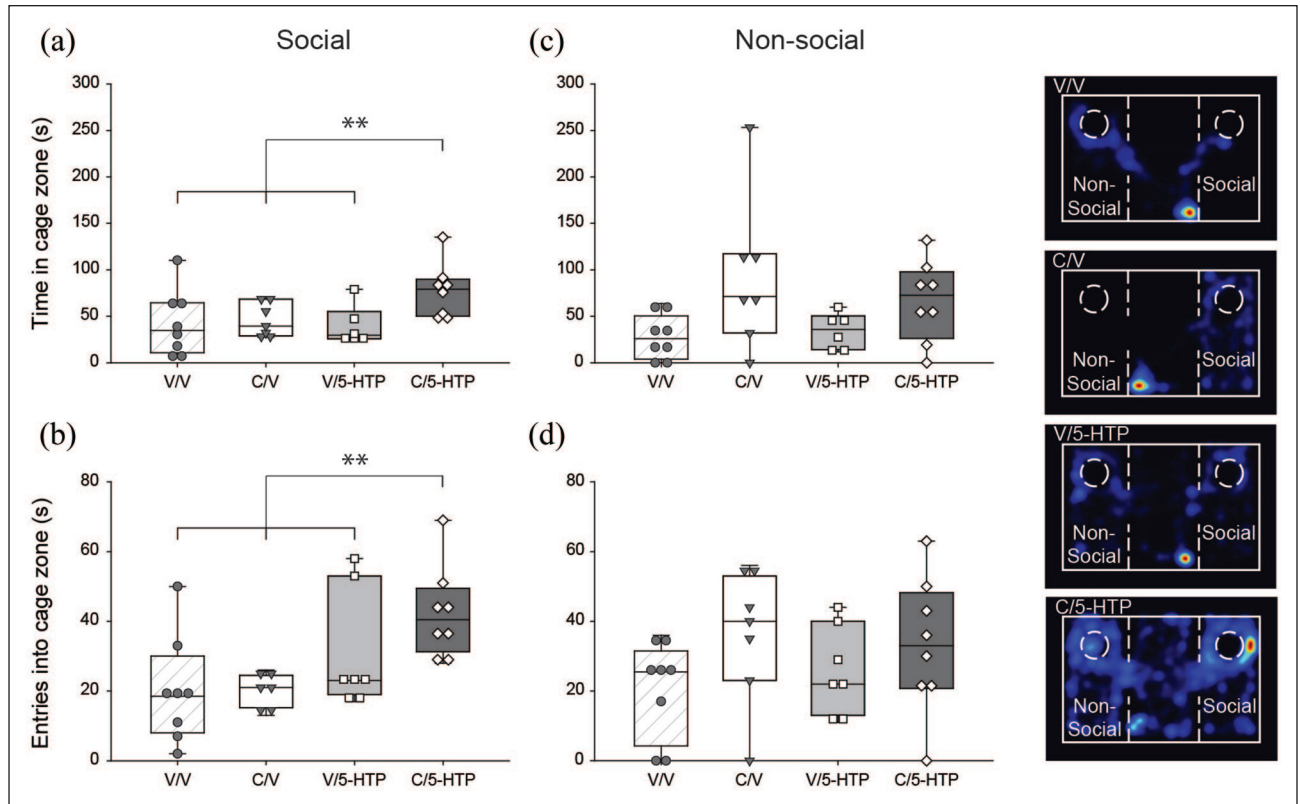 (a)
Social
Time in cage zone (s)
300
250
200
150
100
50
0
**
V/V
C/V
V/5-HTP
C/5-HTP
(c)
Non-social
300
250
200
150
100
50
0
V/V
C/V
V/5-HTP
C/5-HTP
(b)
Entries into cage zone (s)
80
60
40
20
0
**
V/V
C/V
V/5-HTP
C/5-HTP
(d)
80
60
40
20
0
V/V
C/V
V/5-HTP
C/5-HTP
V/V
Non-
Social
Social
C/V
Non-
Social
Social
V/5-HTP
Non-
Social
Social
C/5-HTP
Non-
Social
Social